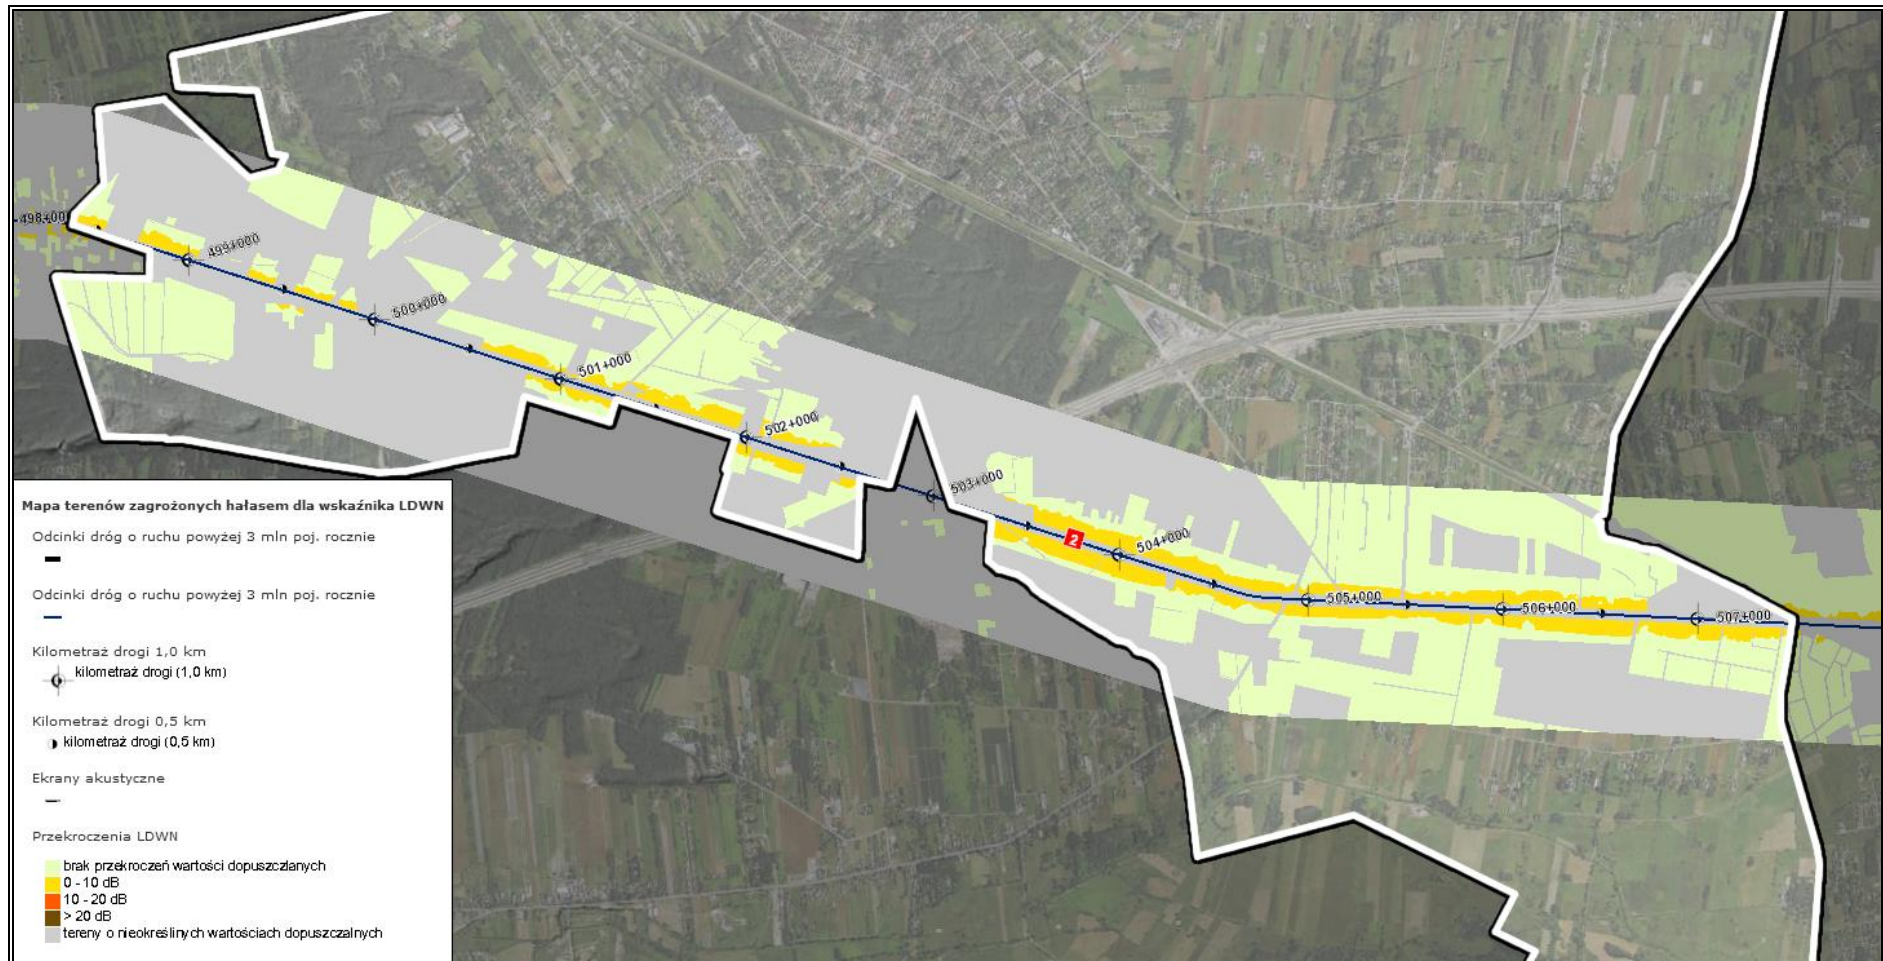 498+000
499+000
500+000
501+000
502+000
503+000
2
504+000
505+000
506+000
507+000
Mapa terenów zagrożonych hałasem dla wskaźnika LDWN
Odcinki dróg o ruchu powyżej 3 mln poj. rocznie
Odcinki dróg o ruchu powyżej 3 mln poj. rocznie
Kilometraż drogi 1,0 km
kilometraż drogi (1,0 km)
Kilometraż drogi 0,5 km
kilometraż drogi (0,5 km)
Ekrany akustyczne
Przekroczenia LDWN
brak przekroczeń wartości dopuszczlanych
0 - 10 dB
10 - 20 dB
> 20 dB
tereny o nieokreślinych wartościach dopuszczalnych